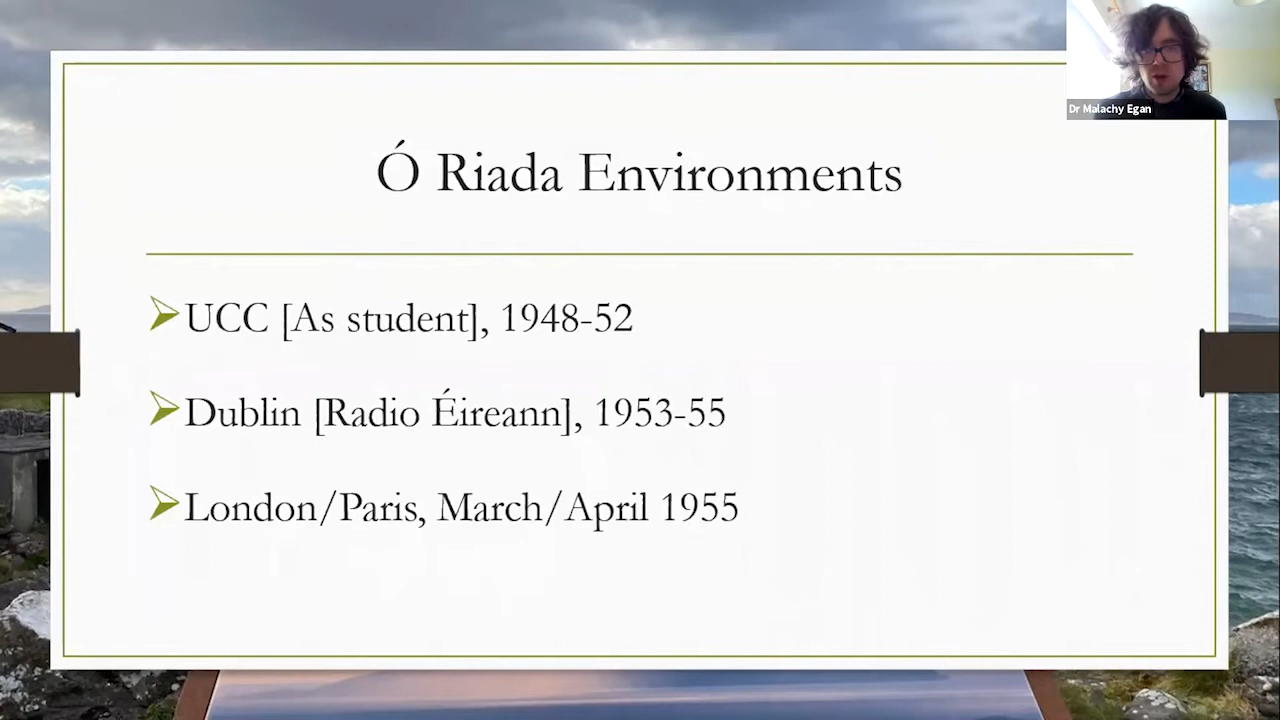 Dr Malachy Egan
Ó Riada Environments
UCC [As student], 1948-52
Dublin [Radio Éireann], 1953-55
London/Paris, March/April 1955